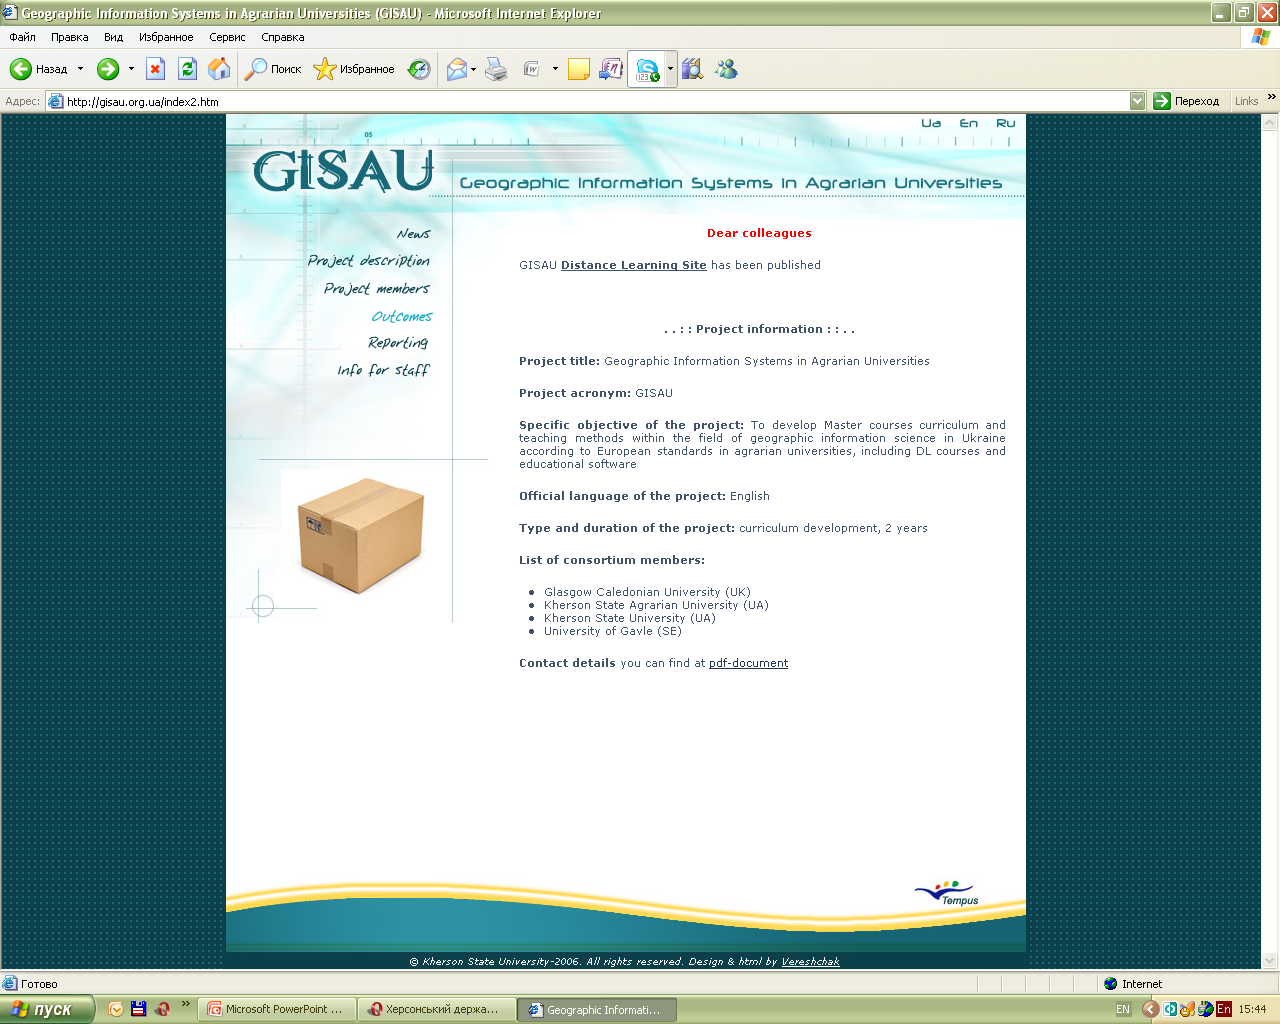 Geographic Information Systems in Agrarian Universities (GISAU) - Microsoft Internet Explorer
Файл Правка Вид Избранное Сервис Справка
Назад Поиск Избранное
Адрес: http://gisau.org.ua/index2.htm Переход Links
Ua En Ru
05
GISAU
Geographic Information Systems in Agrarian Universities
News
Project description
Project members
Outcomes
Reporting
Info for staff
Dear colleagues
GISAU Distance Learning Site has been published
. . : : Project information : : . .
Project title: Geographic Information Systems in Agrarian Universities
Project acronym: GISAU
Specific objective of the project: To develop Master courses curriculum and
teaching methods within the field of geographic information science in Ukraine
according to European standards in agrarian universities, including DL courses and
educational software
Official language of the project: English
Type and duration of the project: curriculum development, 2 years
List of consortium members:
Glasgow Caledonian University (UK)
Kherson State Agrarian University (UA)
Kherson State University (UA)
University of Gavle (SE)
Contact details you can find at pdf-document
Tempus
© Kherson State University-2006. All rights reserved. Design & html by Vereshchak
Готово Internet
пуск Microsoft PowerPoint ... Херсонський держа... Geographic Informati... EN En 15:44